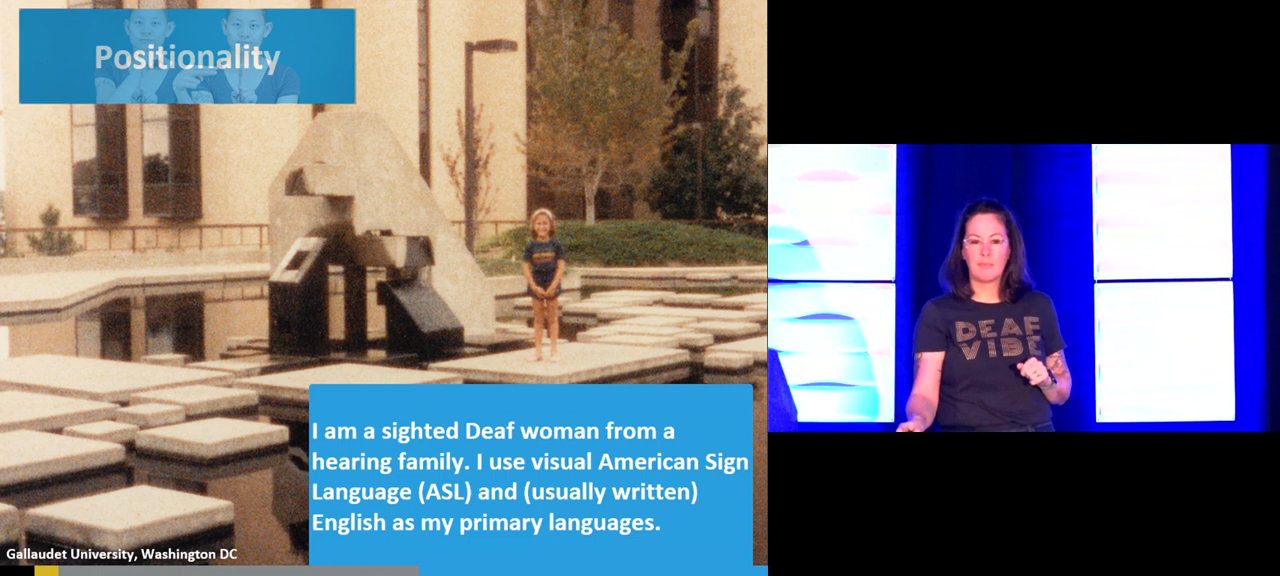 Positionality
I am a sighted Deaf woman from a
hearing family. I use visual American Sign
Language (ASL) and (usually written)
English as my primary languages.
Gallaudet University, Washington DC
DEAF
VIBE